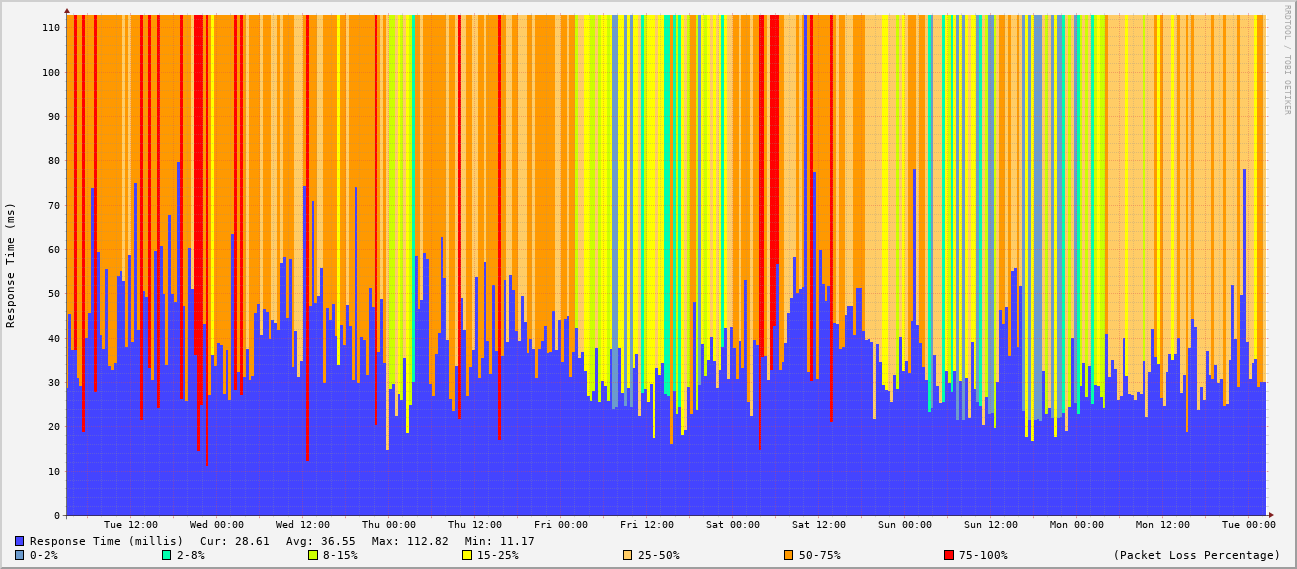 RRDTOOL / TOBI OETIKER
Response Time (ms)
110
100
90
80
70
60
50
40
30
20
10
0
Tue 12:00 Wed 00:00 Wed 12:00 Thu 00:00 Thu 12:00 Fri 00:00 Fri 12:00 Sat 00:00 Sat 12:00 Sun 00:00 Sun 12:00 Mon 00:00 Mon 12:00 Tue 00:00
Response Time (millis) Cur: 28.61 Avg: 36.55 Max: 112.82 Min: 11.17
0-2% 2-8% 8-15% 15-25% 25-50% 50-75% 75-100% (Packet Loss Percentage)